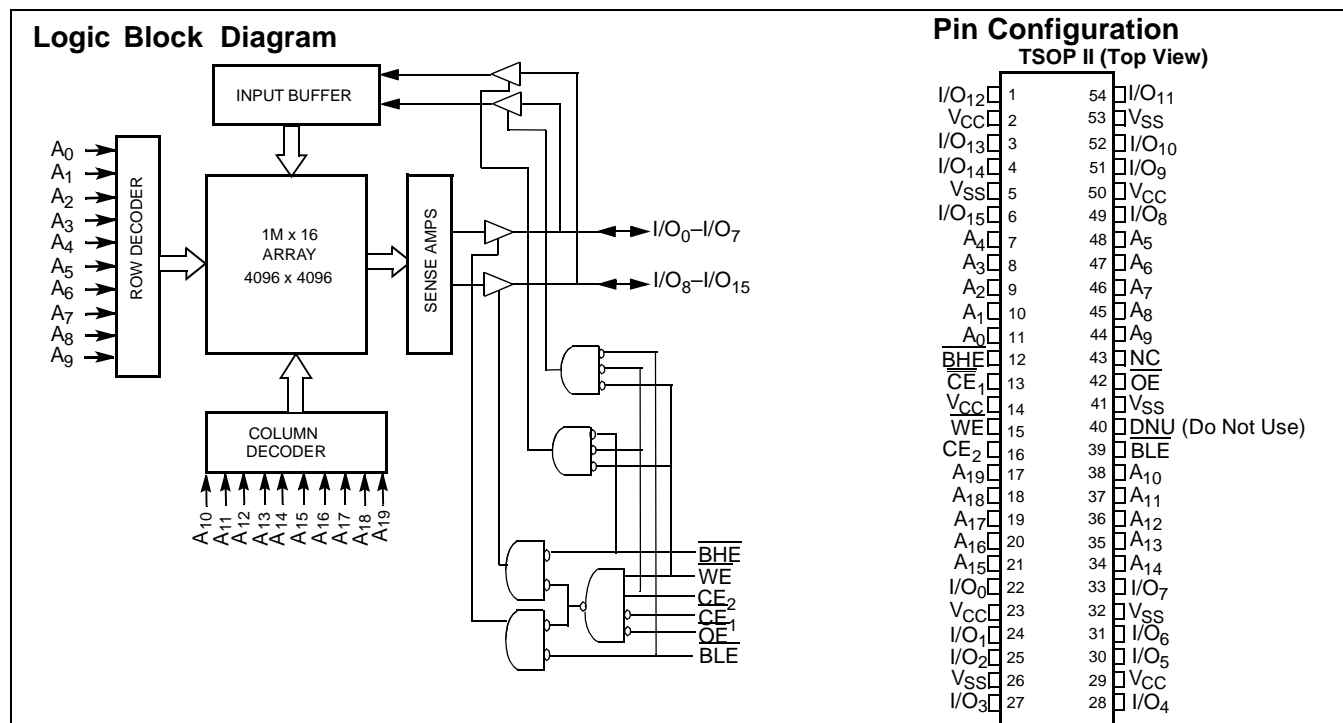 Logic Block Diagram
INPUT BUFFER
A0
A1
A2
A3
A4
A5
A6
A7
A8
A9
ROW DECODER
1M x 16
ARRAY
4096 x 4096
SENSE AMPS
I/O0–I/O7
I/O8–I/O15
COLUMN
DECODER
A10
A11
A12
A13
A14
A15
A16
A17
A18
A19
BHE
WE
CE2
CE1
OE
BLE
Pin Configuration
TSOP II (Top View)
I/O12 1 54 I/O11
VCC 2 53 VSS
I/O13 3 52 I/O10
I/O14 4 51 I/O9
VSS 5 50 VCC
I/O15 6 49 I/O8
A4 7 48 A5
A3 8 47 A6
A2 9 46 A7
A1 10 45 A8
A0 11 44 A9
BHE 12 43 NC
CE1 13 42 OE
VCC 14 41 VSS
WE 15 40 DNU (Do Not Use)
CE2 16 39 BLE
A19 17 38 A10
A18 18 37 A11
A17 19 36 A12
A16 20 35 A13
A15 21 34 A14
I/O0 22 33 I/O7
VCC 23 32 VSS
I/O1 24 31 I/O6
I/O2 25 30 I/O5
VSS 26 29 VCC
I/O3 27 28 I/O4